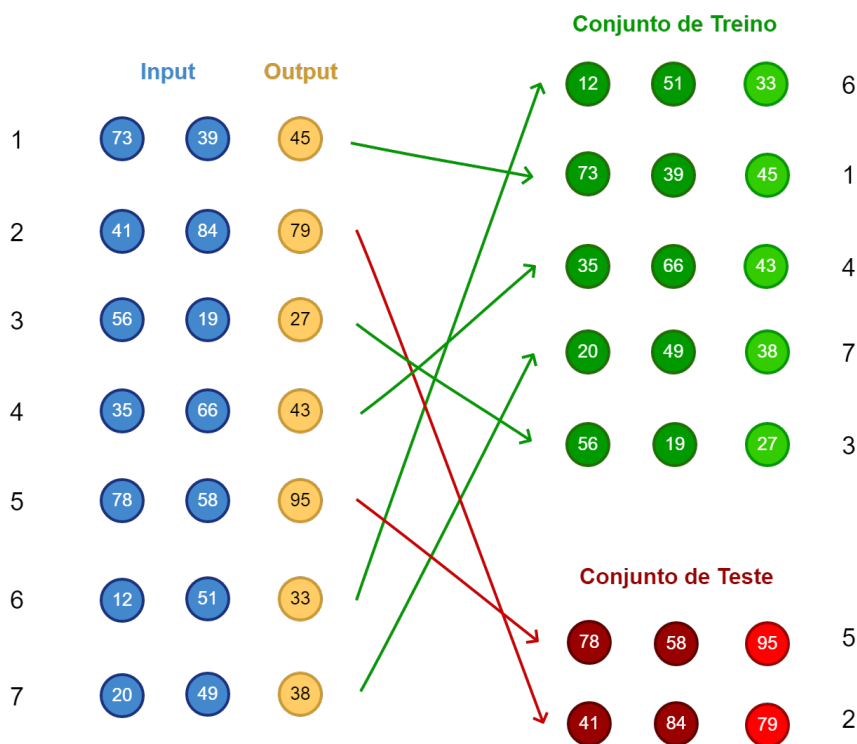 Input Output
1 73 39 45
2 41 84 79
3 56 19 27
4 35 66 43
5 78 58 95
6 12 51 33
7 20 49 38
Conjunto de Treino
12 51 33 6
73 39 45 1
35 66 43 4
20 49 38 7
56 19 27 3
Conjunto de Teste
78 58 95 5
41 84 79 2